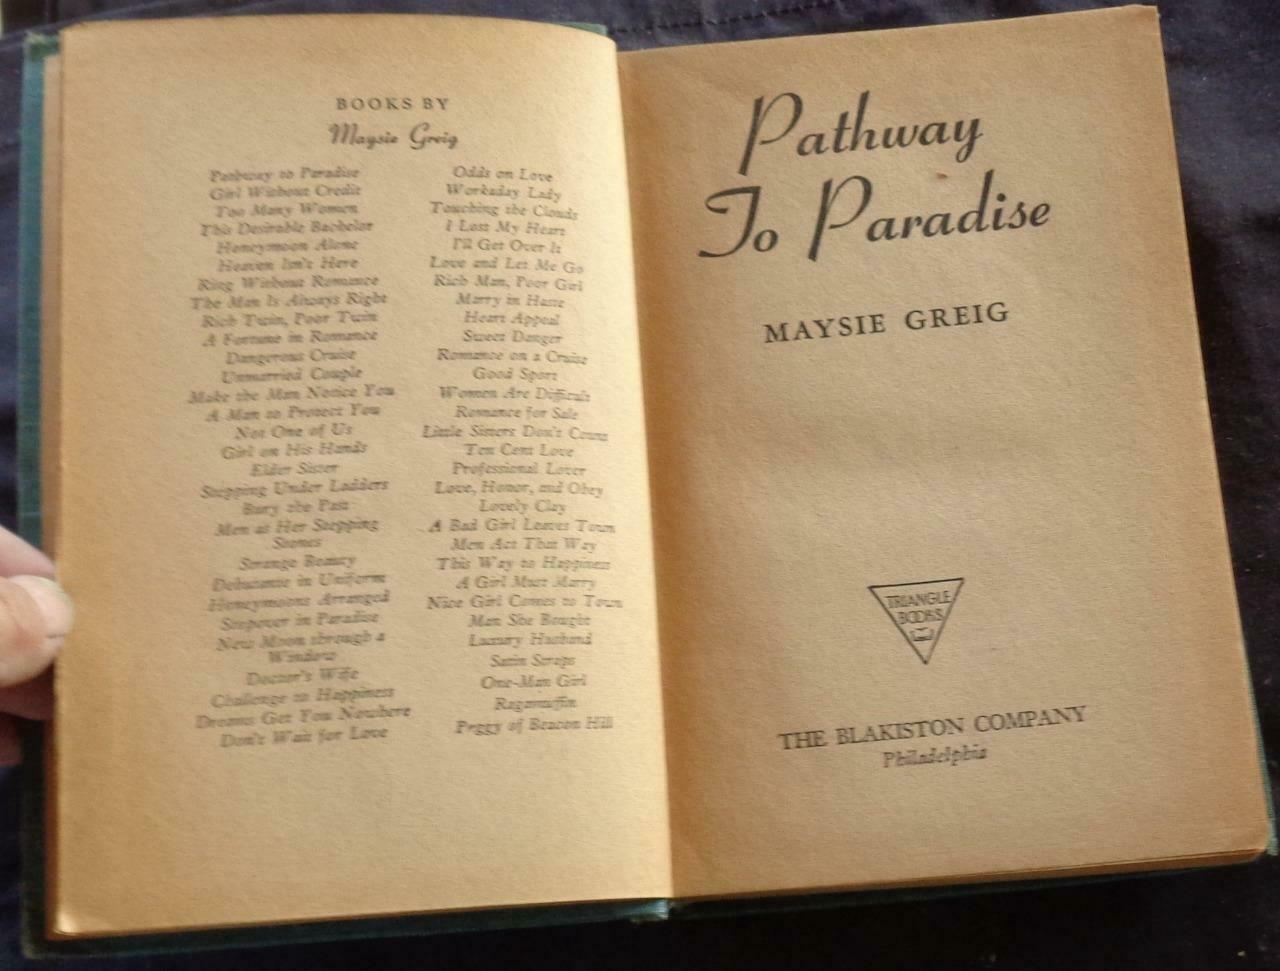 BOOKS BY
Maysie Greig
Pathway to Paradise
Girl Without Credit
Too Many Women
This Desirable Bachelor
Honeymoon Alone
Heaven Isn't Here
Ring Without Romance
The Man Is Always Right
Rich Twin, Poor Twin
A Fortune in Romance
Dangerous Cruise
Unmarried Couple
Make the Man Notice You
A Man to Protect You
Not One of Us
Girl on His Hands
Elder Sister
Stepping Under Ladders
Bury the Past
Men as Her Stepping
Stones
Strange Beauty
Debutante in Uniform
Honeymoons Arranged
Stopover in Paradise
New Moon through a
Window
Doctor's Wife
Challenge to Happiness
Dreams Get You Nowhere
Don't Wait for Love
Odds on Love
Workaday Lady
Touching the Clouds
I Lost My Heart
I'll Get Over It
Love and Let Me Go
Rich Man, Poor Girl
Marry in Haste
Heart Appeal
Sweet Danger
Romance on a Cruise
Good Sport
Women Are Difficult
Romance for Sale
Little Sisters Don't Count
Ten Cent Love
Professional Lover
Love, Honor, and Obey
Lovely Clay
A Bad Girl Leaves Town
Men Act That Way
This Way to Happiness
A Girl Must Marry
Nice Girl Comes to Town
Man She Bought
Luxury Husband
Satin Straps
One-Man Girl
Ragamuffin
Peggy of Beacon Hill
Pathway
To Paradise
MAYSIE GREIG
TRIANGLE
BOOKS
THE BLAKISTON COMPANY
Philadelphia